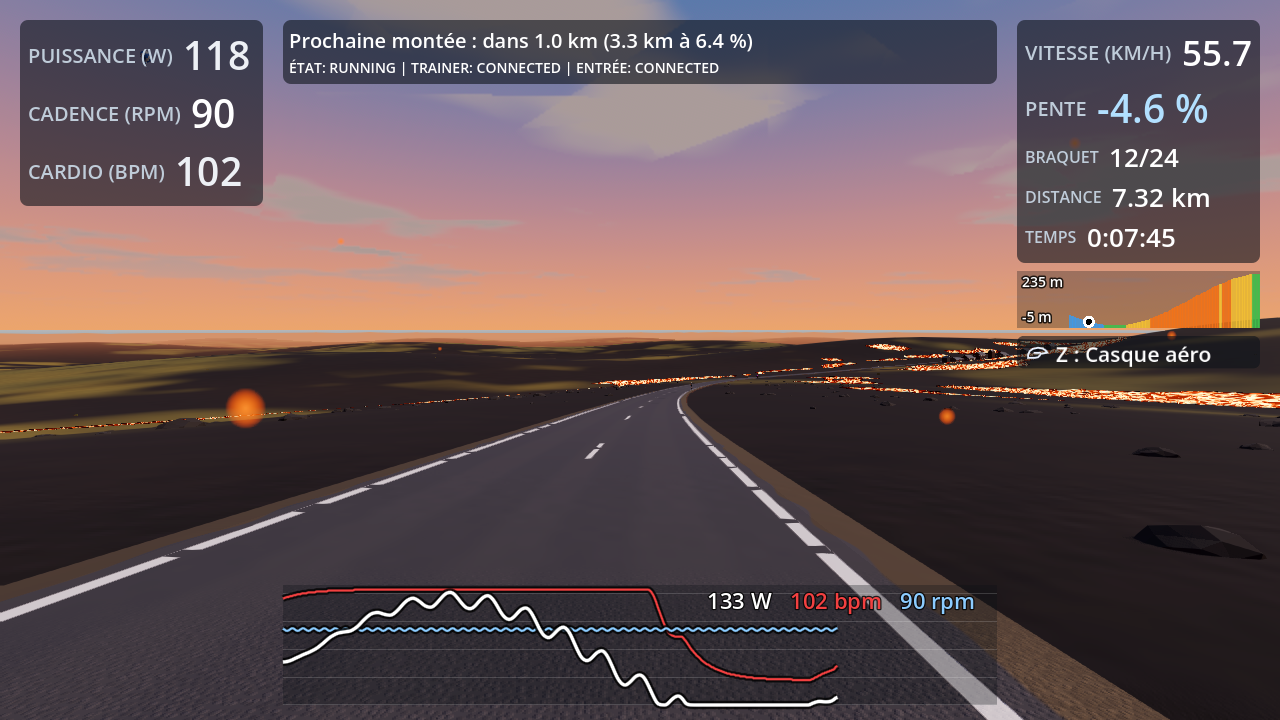 PUISSANCE (W) 118
CADENCE (RPM) 90
CARDIO (BPM) 102
Prochaine montée : dans 1.0 km (3.3 km à 6.4 %)
ÉTAT: RUNNING | TRAINER: CONNECTED | ENTRÉE: CONNECTED
VITESSE (KM/H) 55.7
PENTE -4.6 %
BRAQUET 12/24
DISTANCE 7.32 km
TEMPS 0:07:45
235 m
-5 m
Z : Casque aéro
133 W 102 bpm 90 rpm